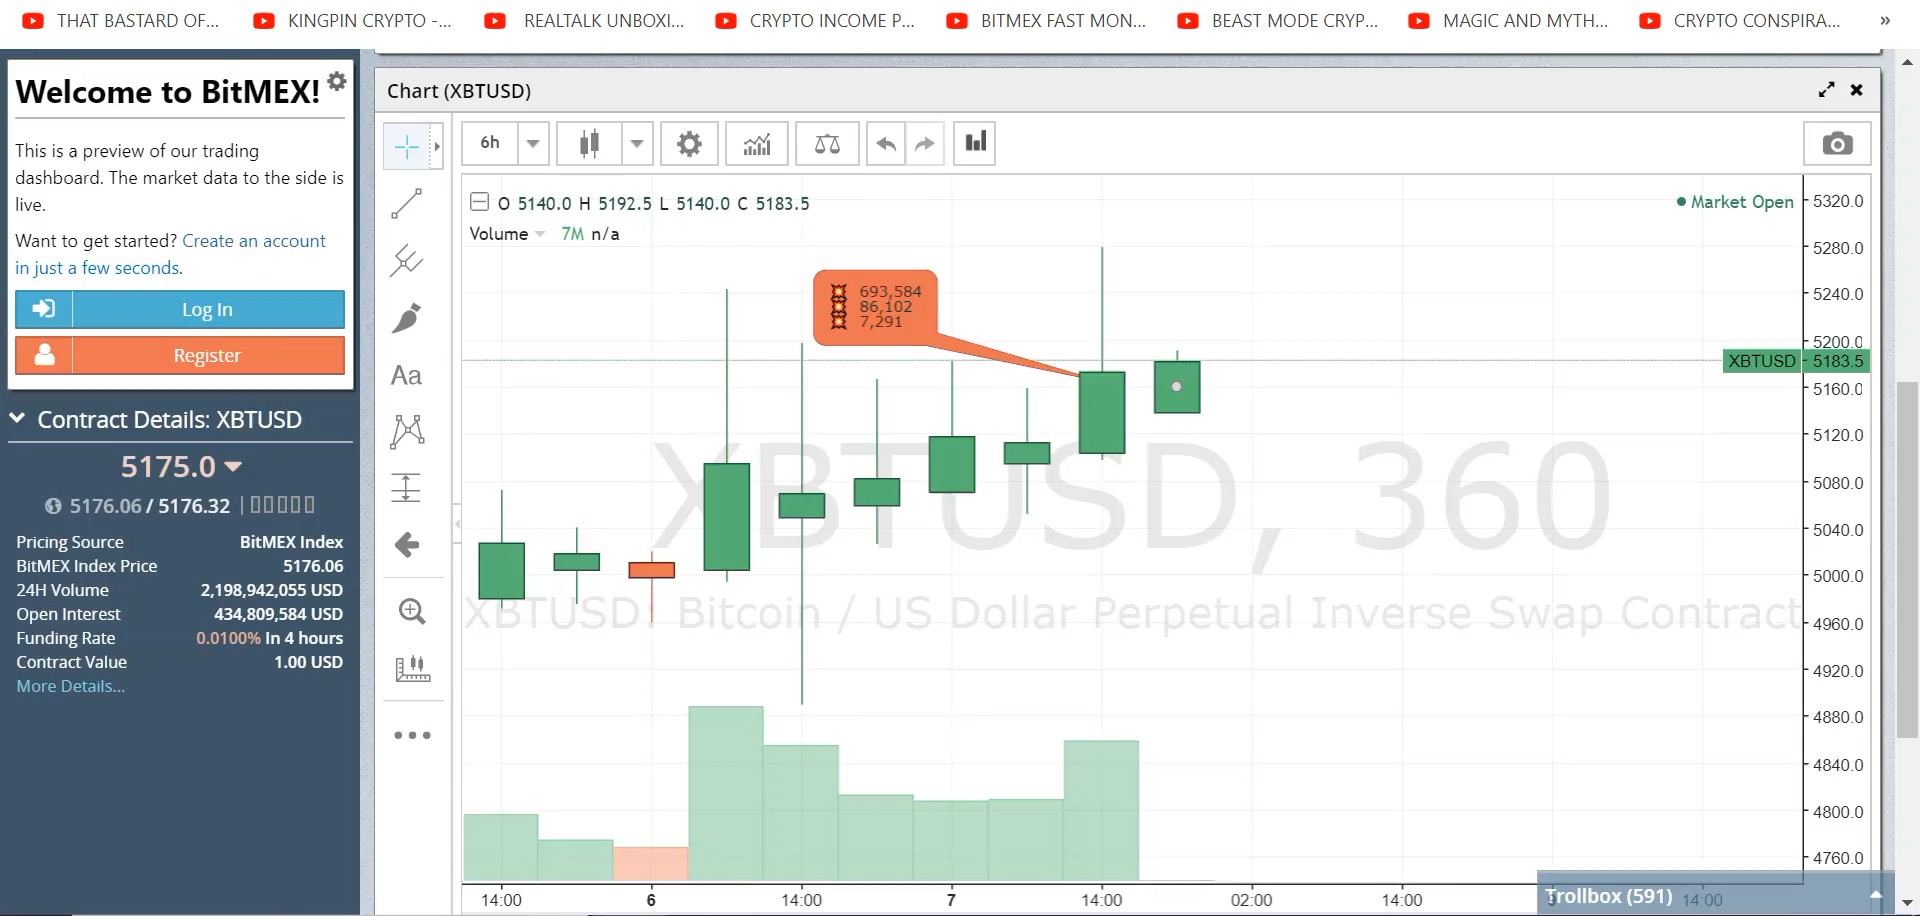 THAT BASTARD OF...
KINGPIN CRYPTO -...
REALTALK UNBOXI...
CRYPTO INCOME P...
BITMEX FAST MON...
BEAST MODE CRYP...
MAGIC AND MYTH...
CRYPTO CONSPIRA...
»
Welcome to BitMEX!
This is a preview of our trading
dashboard. The market data to the side is
live.
Want to get started? Create an account
in just a few seconds.
Log In
Register
Contract Details: XBTUSD
5175.0
5176.06 / 5176.32
Pricing Source BitMEX Index
BitMEX Index Price 5176.06
24H Volume 2,198,942,055 USD
Open Interest 434,809,584 USD
Funding Rate 0.0100% In 4 hours
Contract Value 1.00 USD
More Details...
Chart (XBTUSD)
6h
Aa
O 5140.0 H 5192.5 L 5140.0 C 5183.5
Volume 7M n/a
Market Open
693,584
86,102
7,291
XBTUSD, 360
XBTUSD: Bitcoin / US Dollar Perpetual Inverse Swap Contract
5320.0
5280.0
5240.0
5200.0
XBTUSD 5183.5
5160.0
5120.0
5080.0
5040.0
5000.0
4960.0
4920.0
4880.0
4840.0
4800.0
4760.0
14:00 6 14:00 7 14:00 02:00 14:00 14:00
Trollbox (591)